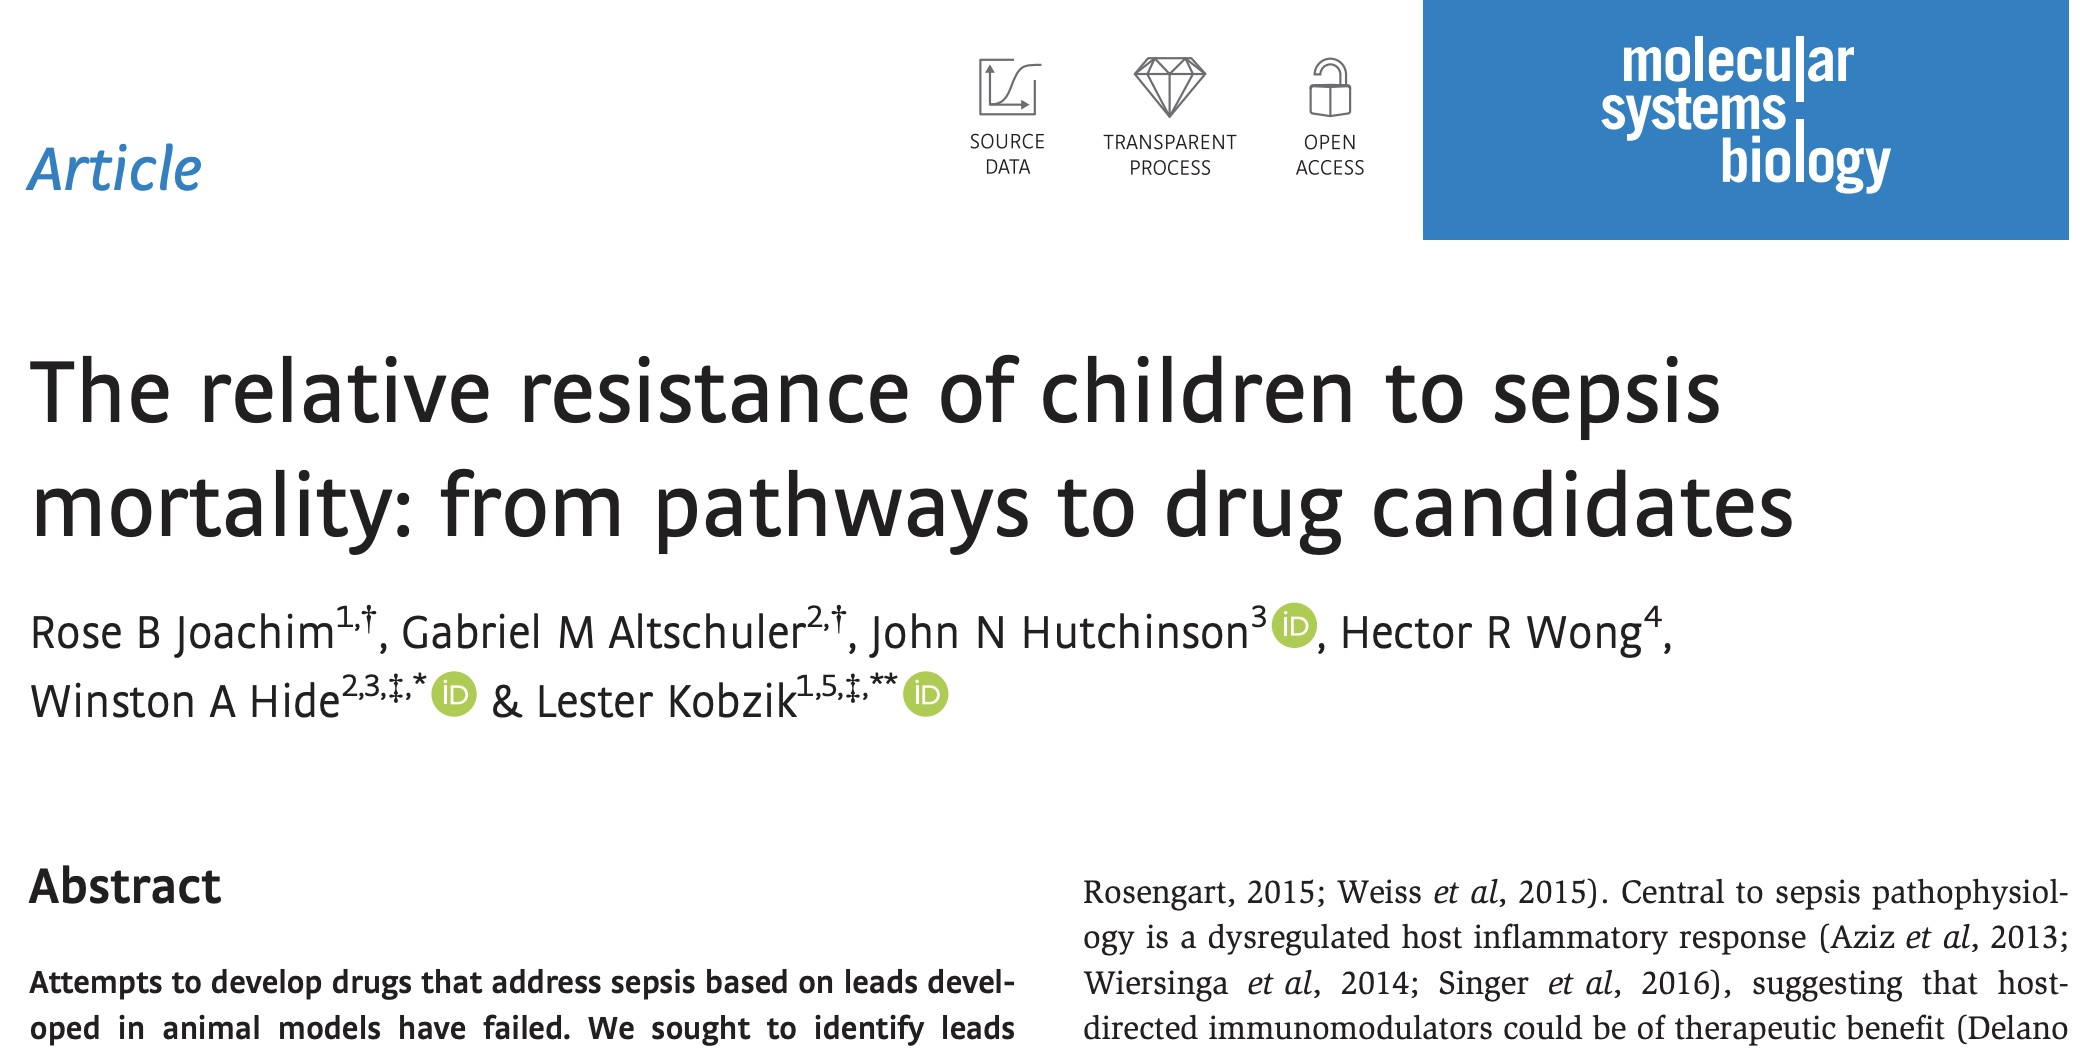 Article
SOURCE
DATA
TRANSPARENT
PROCESS
OPEN
ACCESS
molecular
systems
biology
The relative resistance of children to sepsis
mortality: from pathways to drug candidates
Rose B Joachim1,†, Gabriel M Altschuler2,†, John N Hutchinson3 iD, Hector R Wong4,
Winston A Hide2,3,‡,* iD & Lester Kobzik1,5,‡,** iD
Abstract
Attempts to develop drugs that address sepsis based on leads devel-
oped in animal models have failed. We sought to identify leads
Rosengart, 2015; Weiss et al, 2015). Central to sepsis pathophysiol-
ogy is a dysregulated host inflammatory response (Aziz et al, 2013;
Wiersinga et al, 2014; Singer et al, 2016), suggesting that host-
directed immunomodulators could be of therapeutic benefit (Delano